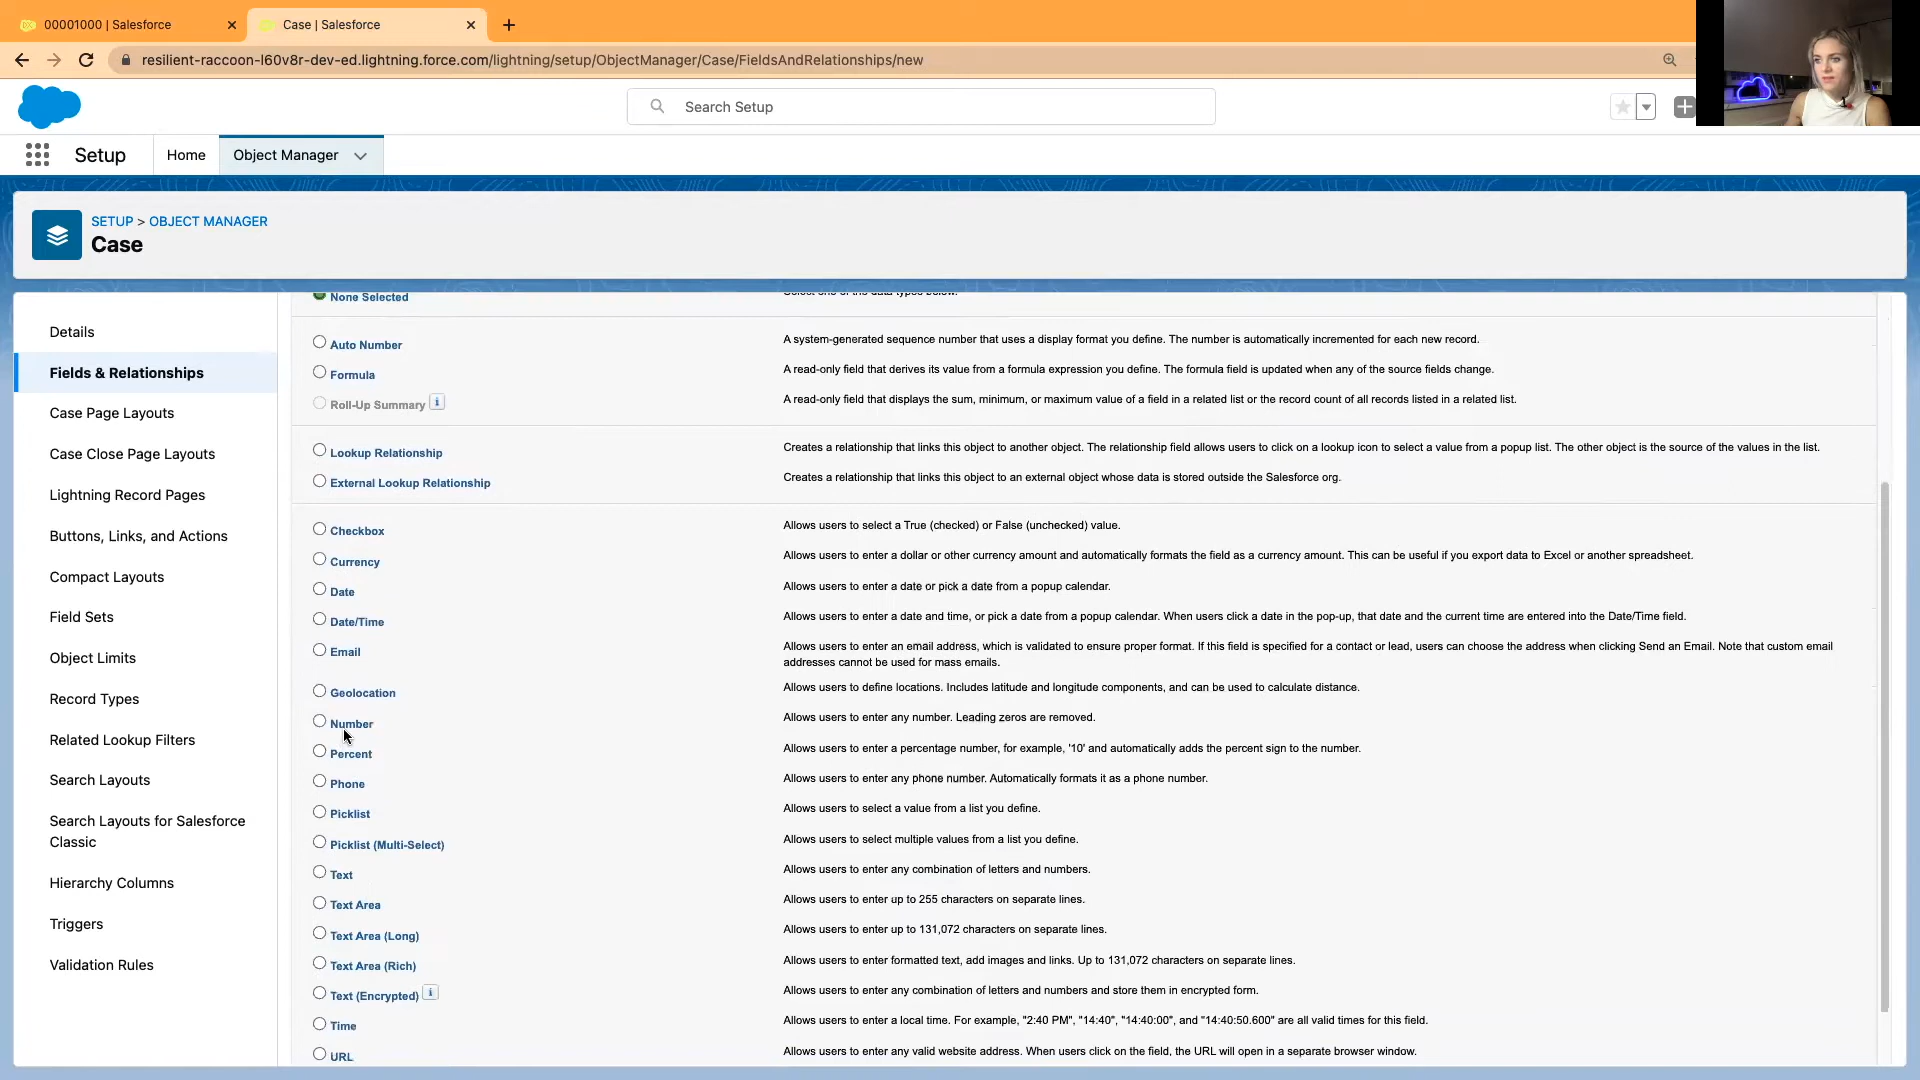 00001000 | Salesforce
Case | Salesforce
resilient-raccoon-l60v8r-dev-ed.lightning.force.com/lightning/setup/ObjectManager/Case/FieldsAndRelationships/new
Search Setup
Setup
Home
Object Manager
SETUP > OBJECT MANAGER
Case
Details
Fields & Relationships
Case Page Layouts
Case Close Page Layouts
Lightning Record Pages
Buttons, Links, and Actions
Compact Layouts
Field Sets
Object Limits
Record Types
Related Lookup Filters
Search Layouts
Search Layouts for Salesforce
Classic
Hierarchy Columns
Triggers
Validation Rules
None Selected Select one of the data types below.
Auto Number A system-generated sequence number that uses a display format you define. The number is automatically incremented for each new record.
Formula A read-only field that derives its value from a formula expression you define. The formula field is updated when any of the source fields change.
Roll-Up Summary i A read-only field that displays the sum, minimum, or maximum value of a field in a related list or the record count of all records listed in a related list.
Lookup Relationship Creates a relationship that links this object to another object. The relationship field allows users to click on a lookup icon to select a value from a popup list. The other object is the source of the values in the list.
External Lookup Relationship Creates a relationship that links this object to an external object whose data is stored outside the Salesforce org.
Checkbox Allows users to select a True (checked) or False (unchecked) value.
Currency Allows users to enter a dollar or other currency amount and automatically formats the field as a currency amount. This can be useful if you export data to Excel or another spreadsheet.
Date Allows users to enter a date or pick a date from a popup calendar.
Date/Time Allows users to enter a date and time, or pick a date from a popup calendar. When users click a date in the pop-up, that date and the current time are entered into the Date/Time field.
Email Allows users to enter an email address, which is validated to ensure proper format. If this field is specified for a contact or lead, users can choose the address when clicking Send an Email. Note that custom email
addresses cannot be used for mass emails.
Geolocation Allows users to define locations. Includes latitude and longitude components, and can be used to calculate distance.
Number Allows users to enter any number. Leading zeros are removed.
Percent Allows users to enter a percentage number, for example, '10' and automatically adds the percent sign to the number.
Phone Allows users to enter any phone number. Automatically formats it as a phone number.
Picklist Allows users to select a value from a list you define.
Picklist (Multi-Select) Allows users to select multiple values from a list you define.
Text Allows users to enter any combination of letters and numbers.
Text Area Allows users to enter up to 255 characters on separate lines.
Text Area (Long) Allows users to enter up to 131,072 characters on separate lines.
Text Area (Rich) Allows users to enter formatted text, add images and links. Up to 131,072 characters on separate lines.
Text (Encrypted) i Allows users to enter any combination of letters and numbers and store them in encrypted form.
Time Allows users to enter a local time. For example, "2:40 PM", "14:40", "14:40:00", and "14:40:50.600" are all valid times for this field.
URL Allows users to enter any valid website address. When users click on the field, the URL will open in a separate browser window.